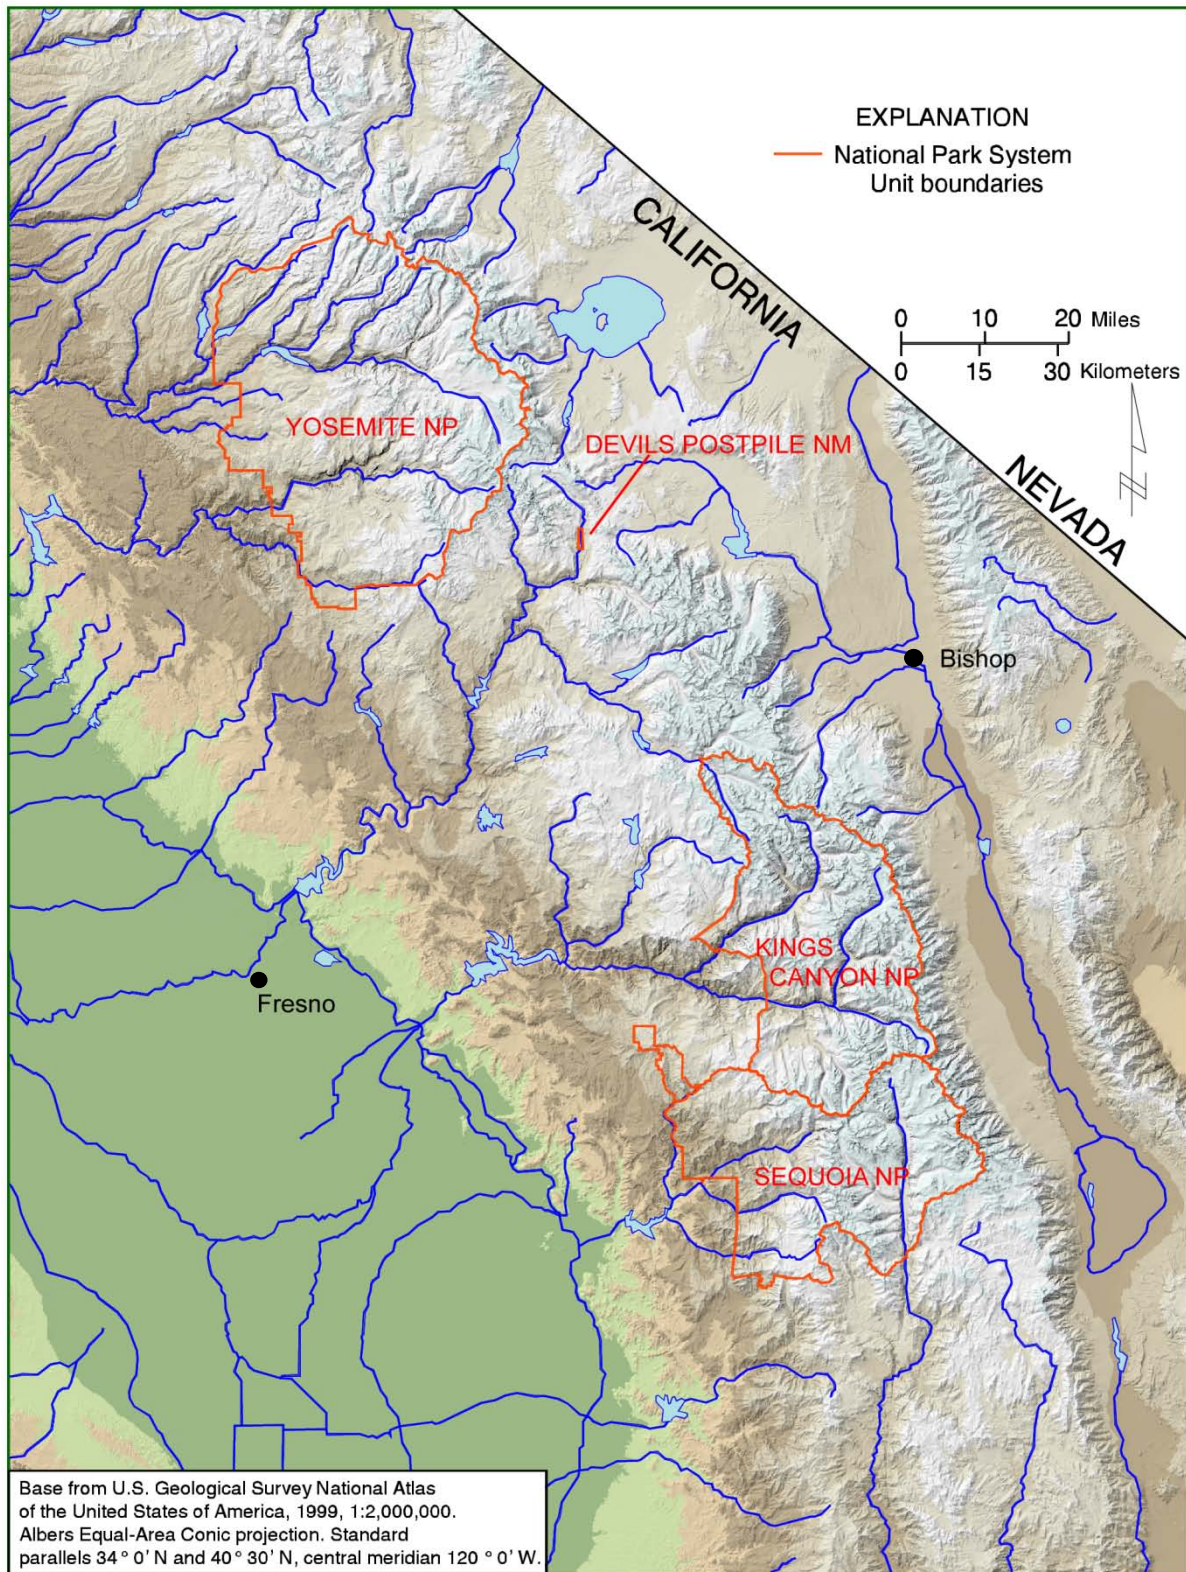 EXPLANATION
National Park System
Unit boundaries
CALIFORNIA
NEVADA
0 10 20 Miles
0 15 30 Kilometers
YOSEMITE NP
DEVILS POSTPILE NM
Bishop
KINGS
CANYON NP
Fresno
SEQUOIA NP
Base from U.S. Geological Survey National Atlas
of the United States of America, 1999, 1:2,000,000.
Albers Equal-Area Conic projection. Standard
parallels 34° 0' N and 40° 30' N, central meridian 120° 0' W.